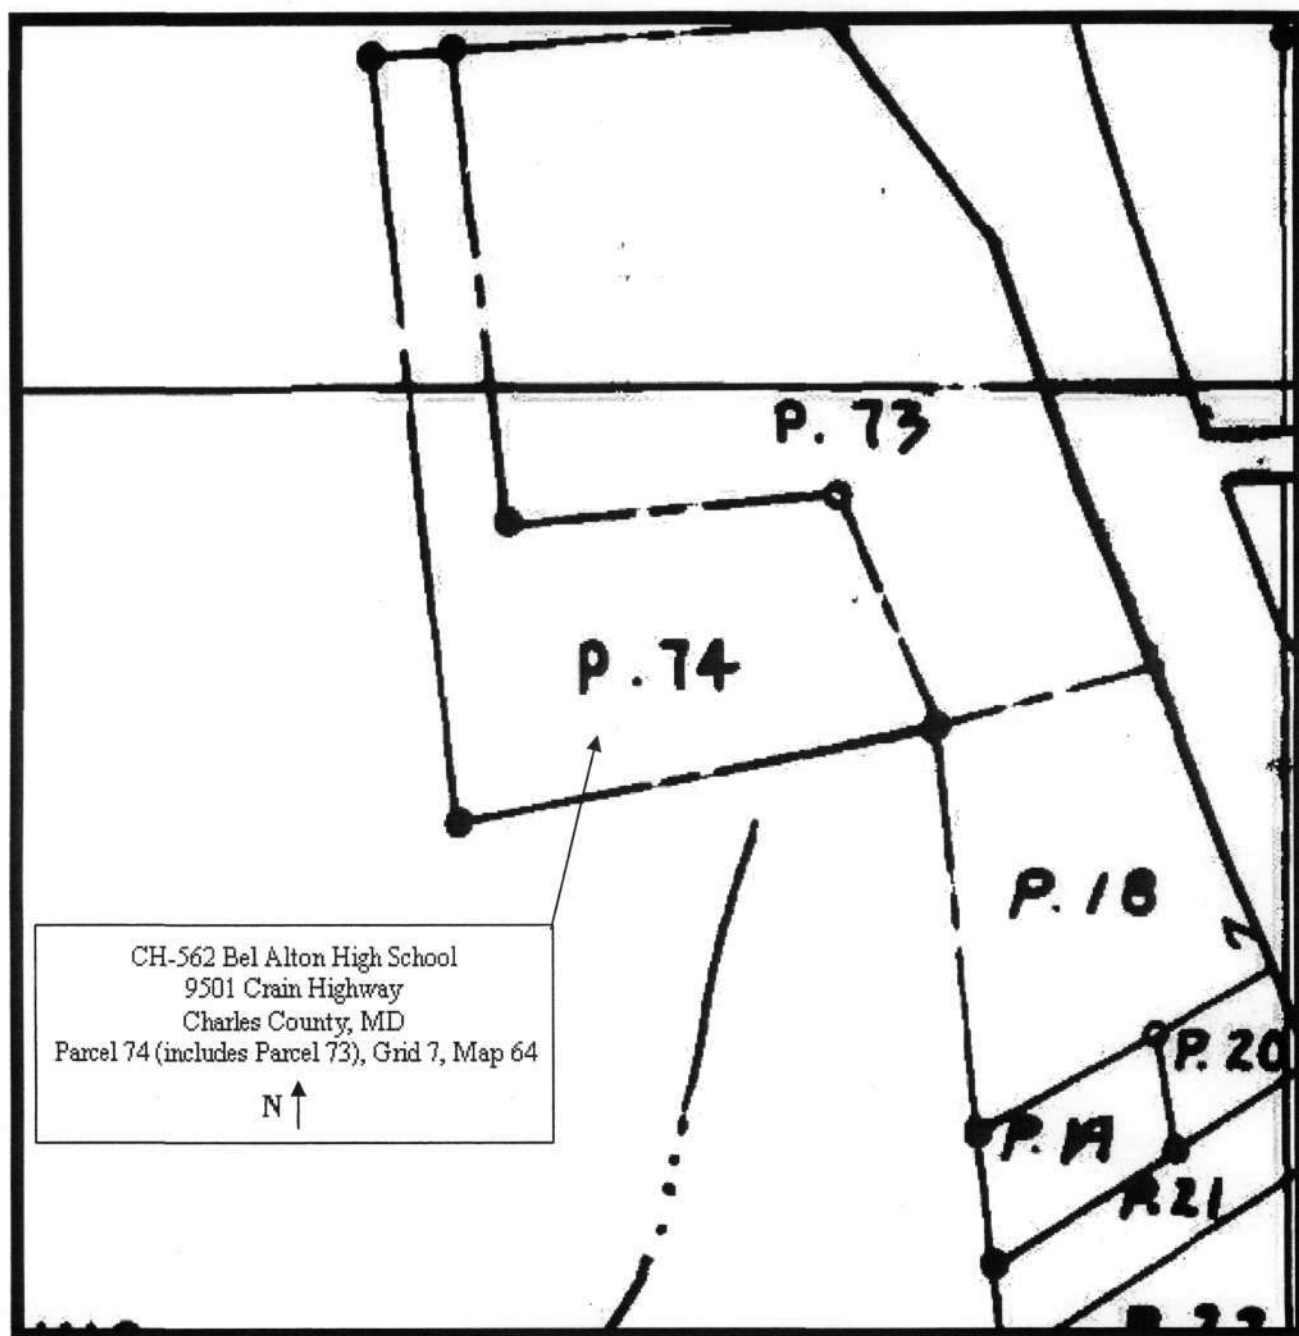 P. 73
P. 74
P. 18
7
CH-562 Bel Alton High School
9501 Crain Highway
Charles County, MD
Parcel 74 (includes Parcel 73), Grid 7, Map 64
N
P. 20
P. 19
P. 21